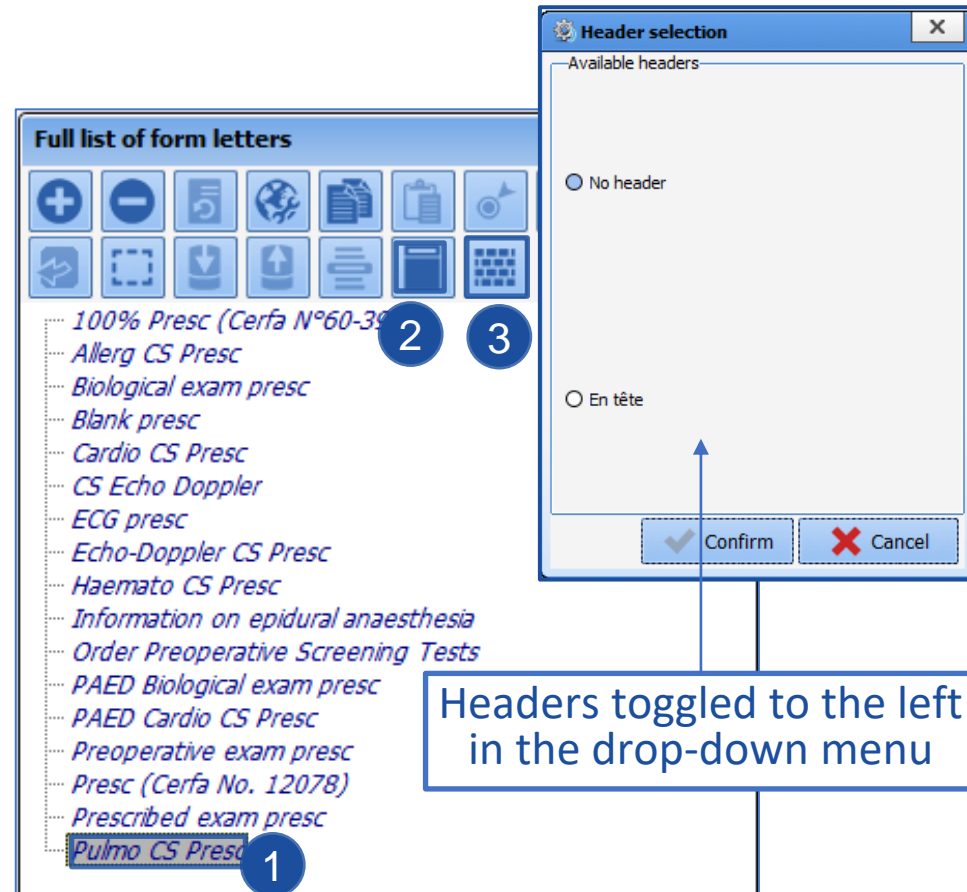 Header selection
X
Available headers
No header
En tête
Confirm
Cancel
Full list of form letters
100% Presc (Cerfa N°60-39
2
3
Allerg CS Presc
Biological exam presc
Blank presc
Cardio CS Presc
CS Echo Doppler
ECG presc
Echo-Doppler CS Presc
Haemato CS Presc
Information on epidural anaesthesia
Order Preoperative Screening Tests
PAED Biological exam presc
PAED Cardio CS Presc
Preoperative exam presc
Presc (Cerfa No. 12078)
Prescribed exam presc
Pulmo CS Presc
1
Headers toggled to the left
in the drop-down menu